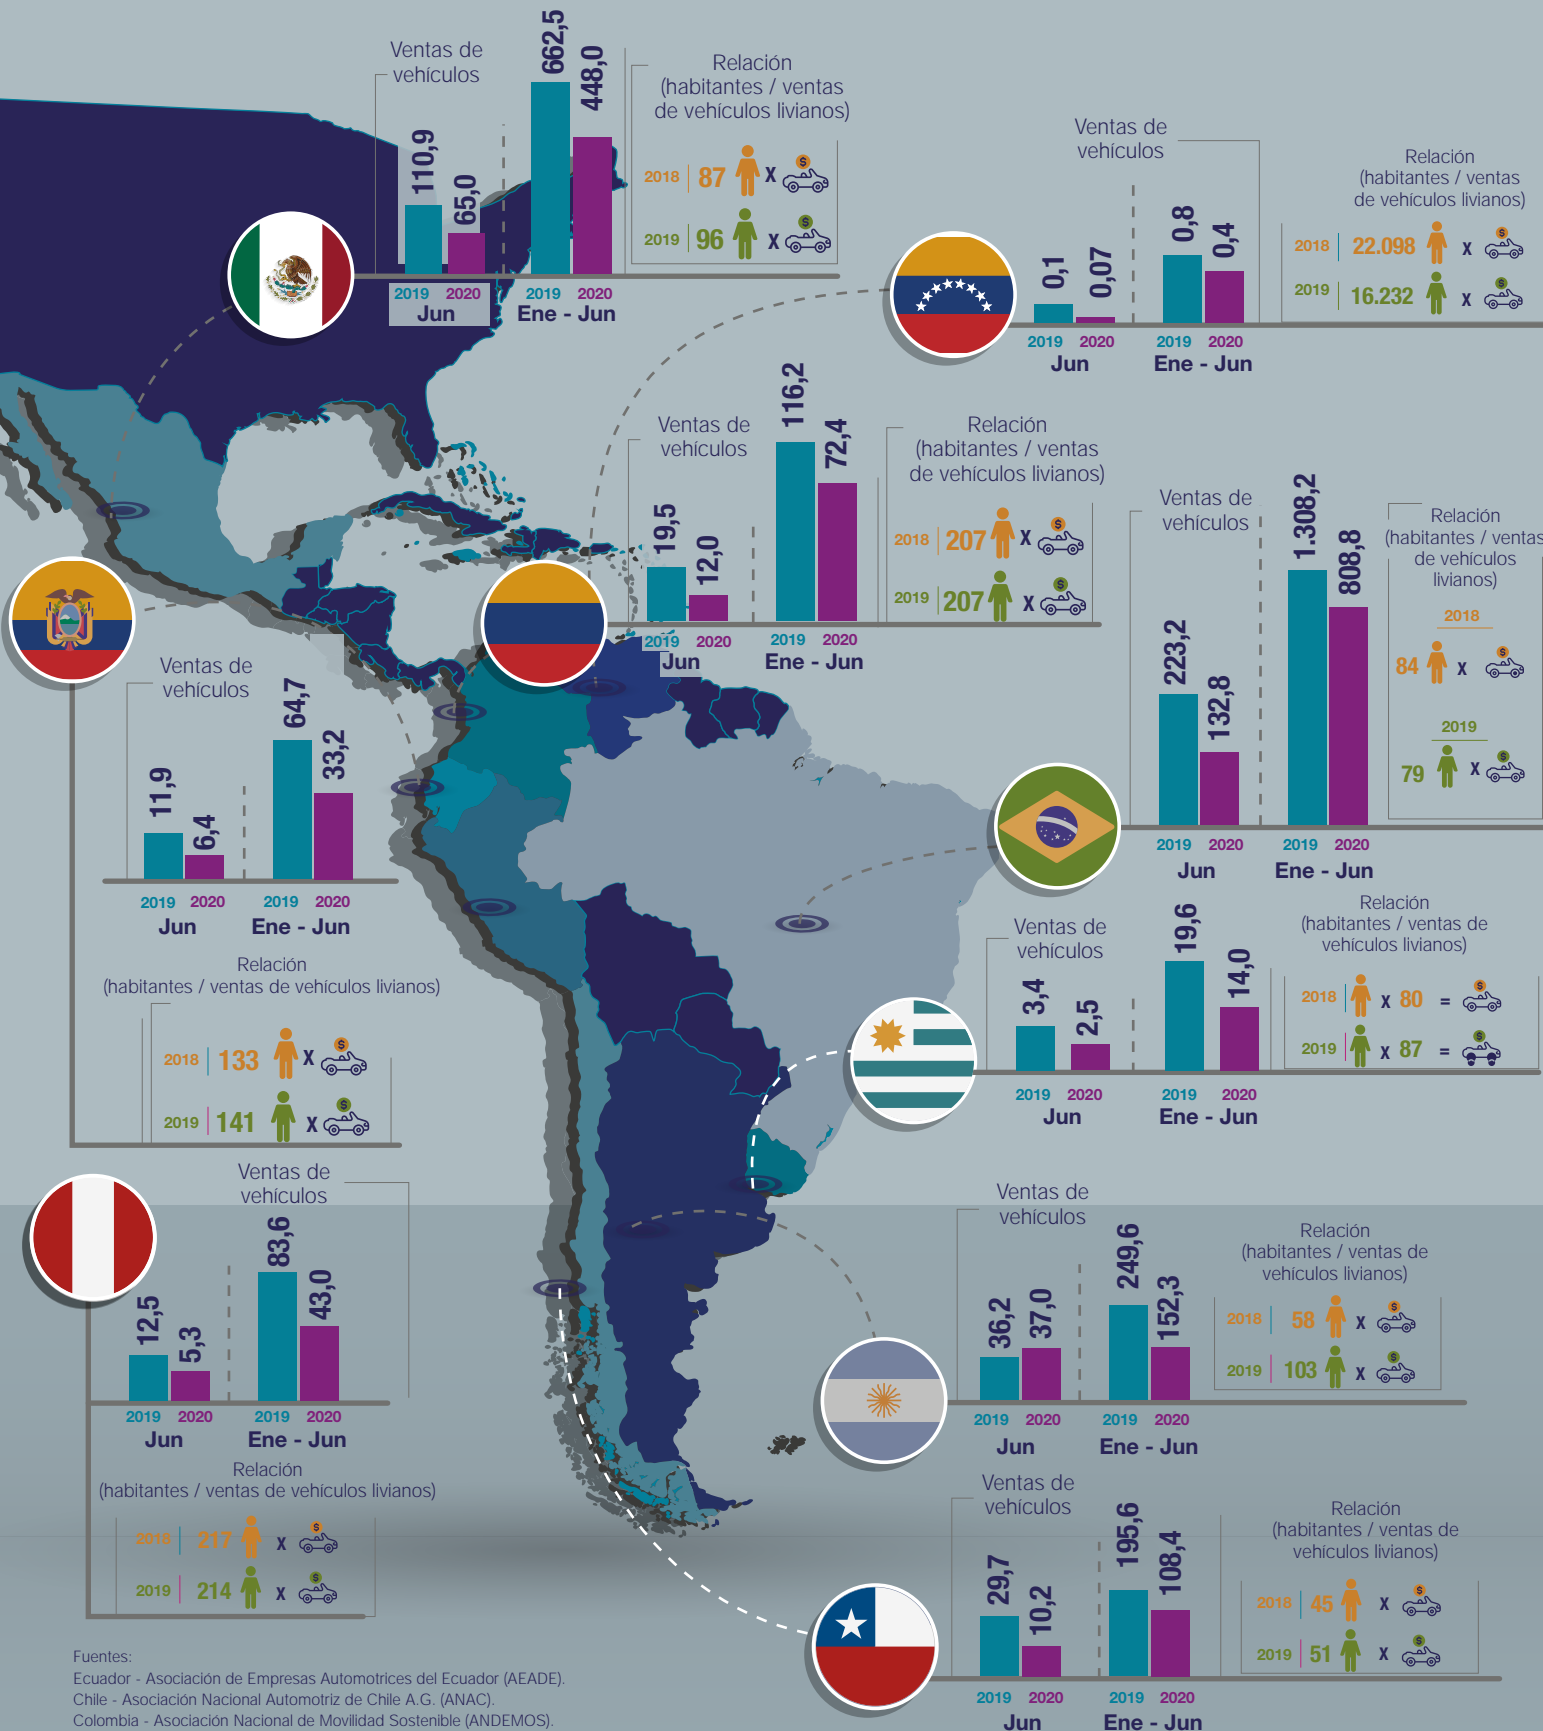 Ventas de
vehículos
110,9
65,0
662,5
448,0
2019 2020
Jun
2019 2020
Ene - Jun
Relación
(habitantes / ventas
de vehículos livianos)
2018 87 X $
2019 96 X $
Ventas de
vehículos
0,1
0,07
0,8
0,4
2019 2020
Jun
2019 2020
Ene - Jun
Relación
(habitantes / ventas
de vehículos livianos)
2018 22.098 X $
2019 16.232 X $
Ventas de
vehículos
19,5
12,0
116,2
72,4
2019 2020
Jun
2019 2020
Ene - Jun
Relación
(habitantes / ventas
de vehículos livianos)
2018 207 X $
2019 207 X $
Ventas de
vehículos
223,2
132,8
1.308,2
808,8
2019 2020
Jun
2019 2020
Ene - Jun
Relación
(habitantes / ventas
de vehículos
livianos)
2018
84 X $
2019
79 X $
Ventas de
vehículos
11,9
6,4
64,7
33,2
2019 2020
Jun
2019 2020
Ene - Jun
Relación
(habitantes / ventas de vehículos livianos)
2018 133 X $
2019 141 X $
Ventas de
vehículos
3,4
2,5
19,6
14,0
2019 2020
Jun
2019 2020
Ene - Jun
Relación
(habitantes / ventas de
vehículos livianos)
2018 X 80 = $
2019 X 87 = $
Ventas de
vehículos
12,5
5,3
83,6
43,0
2019 2020
Jun
2019 2020
Ene - Jun
Relación
(habitantes / ventas de vehículos livianos)
2018 217 X $
2019 214 X $
Ventas de
vehículos
36,2
37,0
249,6
152,3
2019 2020
Jun
2019 2020
Ene - Jun
Relación
(habitantes / ventas de
vehículos livianos)
2018 58 X $
2019 103 X $
Ventas de
vehículos
29,7
10,2
195,6
108,4
2019 2020
Jun
2019 2020
Ene - Jun
Relación
(habitantes / ventas de
vehículos livianos)
2018 45 X $
2019 51 X $
Fuentes:
Ecuador - Asociación de Empresas Automotrices del Ecuador (AEADE).
Chile - Asociación Nacional Automotriz de Chile A.G. (ANAC).
Colombia - Asociación Nacional de Movilidad Sostenible (ANDEMOS).